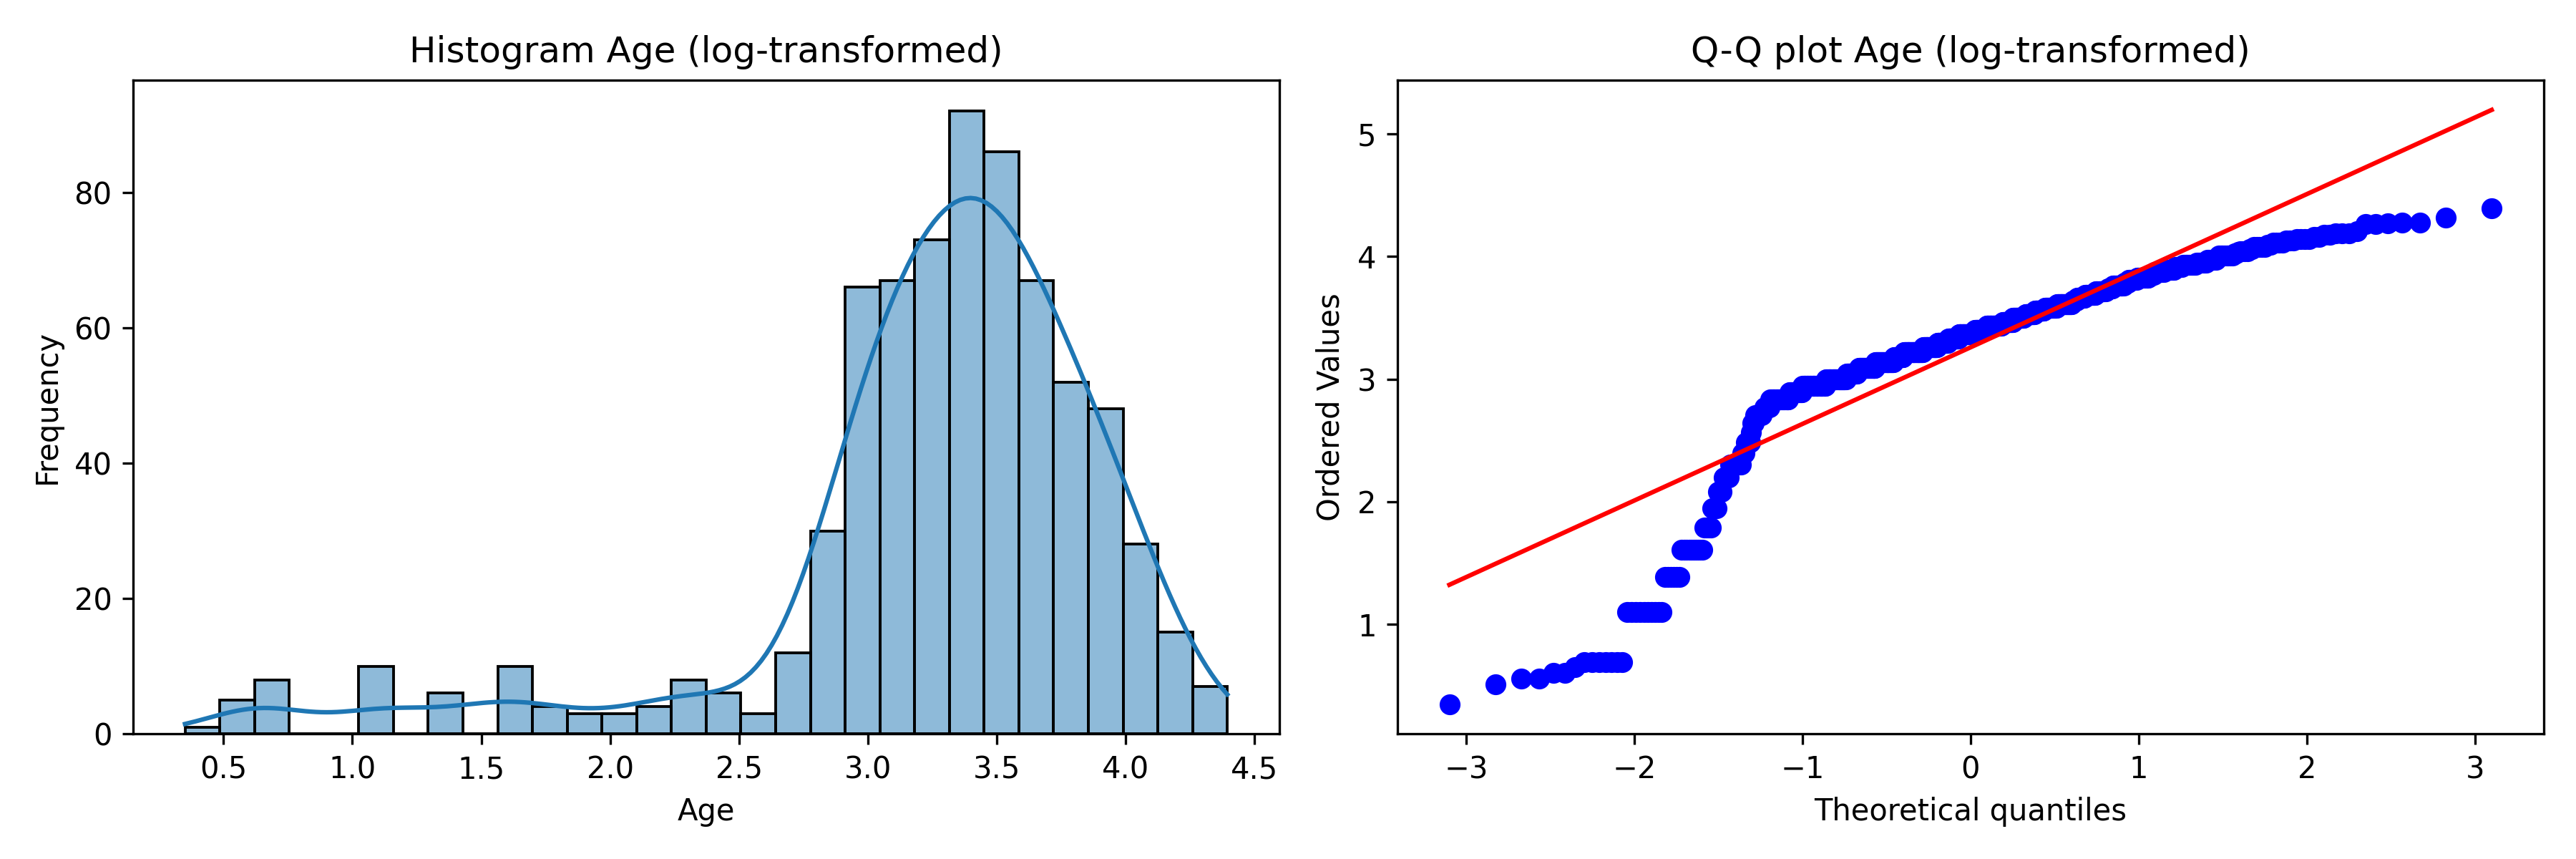 Histogram Age (log-transformed)
Frequency
80
60
40
20
0
0.5 1.0 1.5 2.0 2.5 3.0 3.5 4.0 4.5
Age
Q-Q plot Age (log-transformed)
Ordered Values
5
4
3
2
1
−3 −2 −1 0 1 2 3
Theoretical quantiles